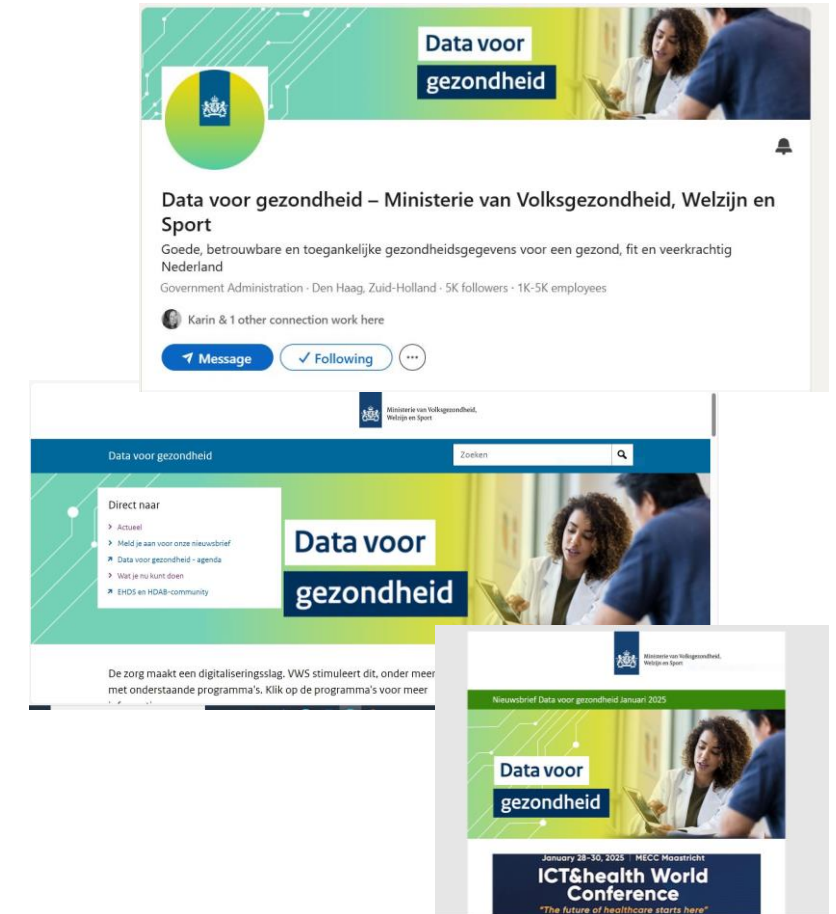 Data voor
gezondheid
Data voor gezondheid – Ministerie van Volksgezondheid, Welzijn en
Sport
Goede, betrouwbare en toegankelijke gezondheidsgegevens voor een gezond, fit en veerkrachtig
Nederland
Government Administration · Den Haag, Zuid-Holland · 5K followers · 1K-5K employees
Karin & 1 other connection work here
Message
Following
Ministerie van Volksgezondheid,
Welzijn en Sport
Data voor gezondheid
Zoeken
Direct naar
Actueel
Meld je aan voor onze nieuwsbrief
Data voor gezondheid - agenda
Wat je nu kunt doen
EHDS en HDAB-community
Data voor
gezondheid
De zorg maakt een digitaliseringsslag. VWS stimuleert dit, onder meer
met onderstaande programma's. Klik op de programma's voor meer
Ministerie van Volksgezondheid,
Welzijn en Sport
Nieuwsbrief Data voor gezondheid Januari 2025
Data voor
gezondheid
January 28-30, 2025 | MECC Maastricht
ICT&health World
Conference
"The future of healthcare starts here"